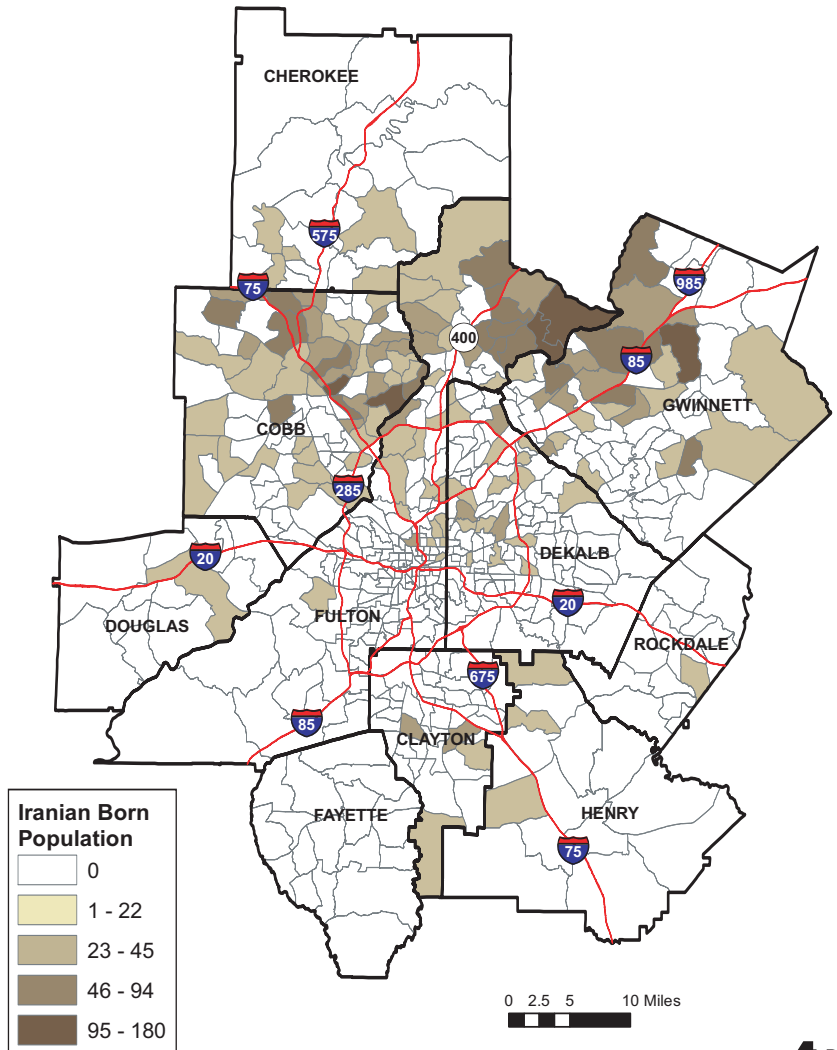 CHEROKEE
575
75
985
400
85
GWINNETT
COBB
285
20
DEKALB
DOUGLAS
FULTON
20
ROCKDALE
675
85
CLAYTON
FAYETTE
HENRY
75
Iranian Born
Population
0
1 - 22
23 - 45
46 - 94
95 - 180
0 2.5 5 10 Miles